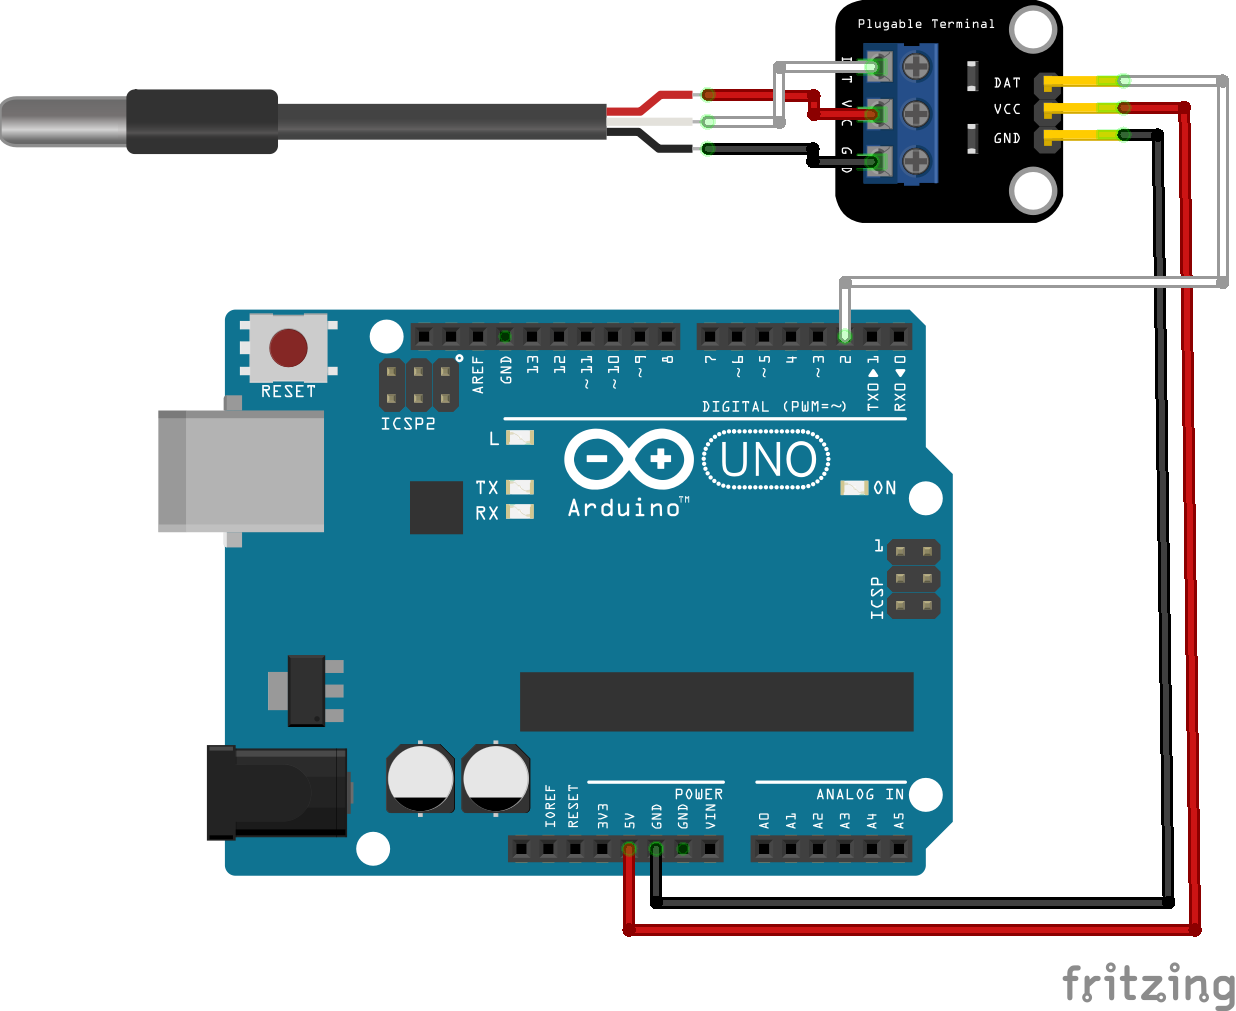 Plugable Terminal
DAT
VCC
GND
RESET
ICSP2
AREF
GND
13
12
~11
~10
~9
8
7
~6
~5
4
~3
2
TX0▶1
RX0◀0
DIGITAL (PWM=~)
L
TX
RX
UNO
Arduino™
ON
1
ICSP
IOREF
RESET
3V3
5V
GND
GND
VIN
POWER
A0
A1
A2
A3
A4
A5
ANALOG IN
fritzing